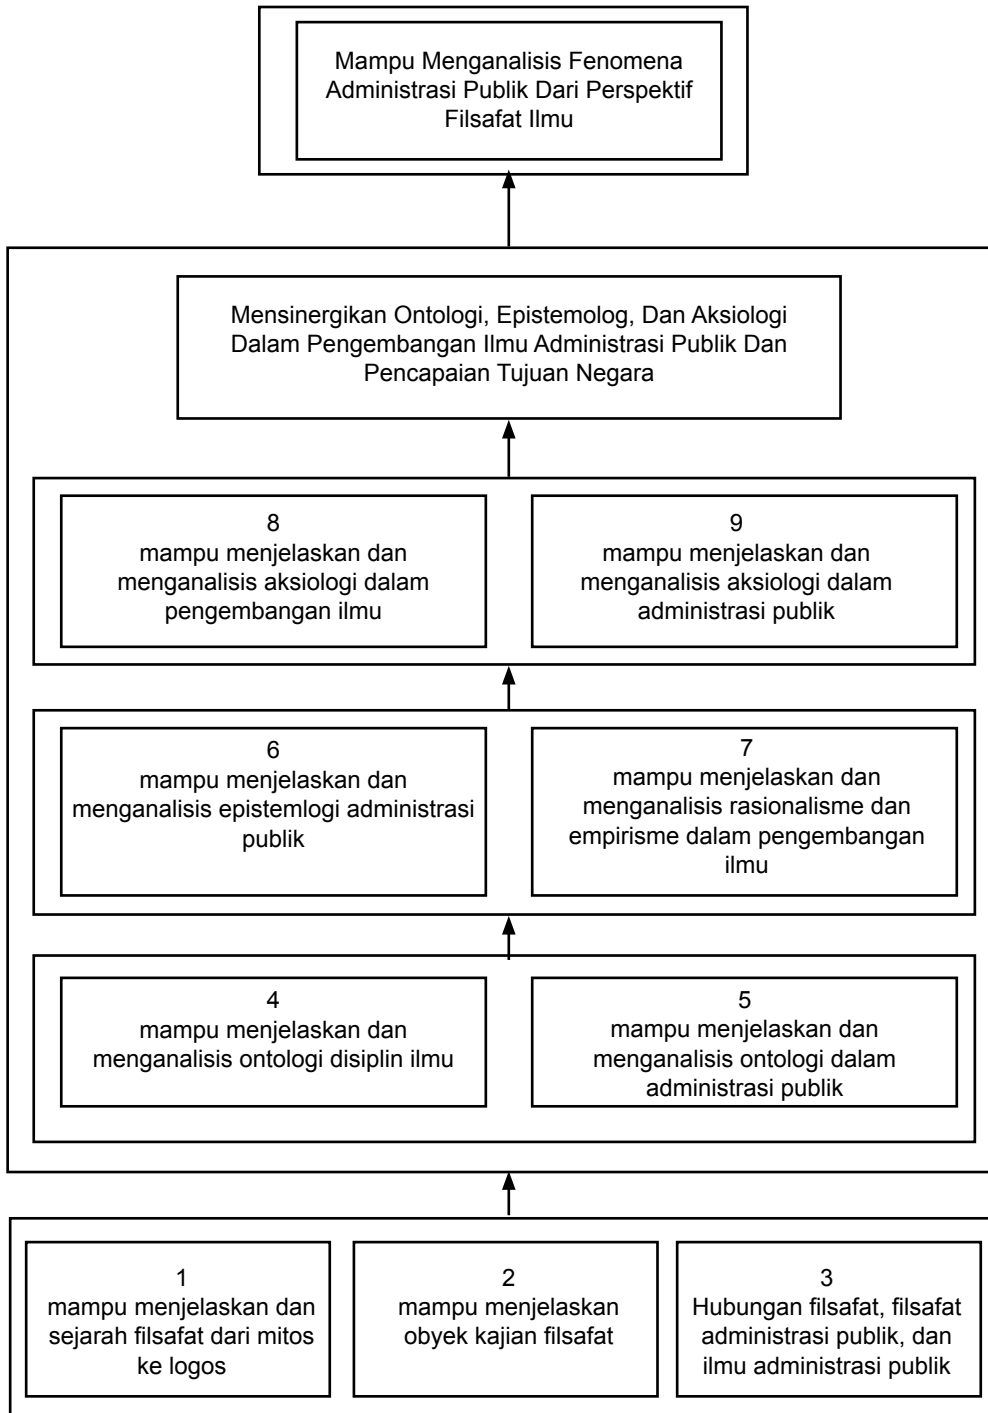 Mampu Menganalisis Fenomena
Administrasi Publik Dari Perspektif
Filsafat Ilmu
Mensinergikan Ontologi, Epistemolog, Dan Aksiologi
Dalam Pengembangan Ilmu Administrasi Publik Dan
Pencapaian Tujuan Negara
8
mampu menjelaskan dan
menganalisis aksiologi dalam
pengembangan ilmu
9
mampu menjelaskan dan
menganalisis aksiologi dalam
administrasi publik
6
mampu menjelaskan dan
menganalisis epistemlogi administrasi
publik
7
mampu menjelaskan dan
menganalisis rasionalisme dan
empirisme dalam pengembangan
ilmu
4
mampu menjelaskan dan
menganalisis ontologi disiplin ilmu
5
mampu menjelaskan dan
menganalisis ontologi dalam
administrasi publik
1
mampu menjelaskan dan
sejarah filsafat dari mitos
ke logos
2
mampu menjelaskan
obyek kajian filsafat
3
Hubungan filsafat, filsafat
administrasi publik, dan
ilmu administrasi publik